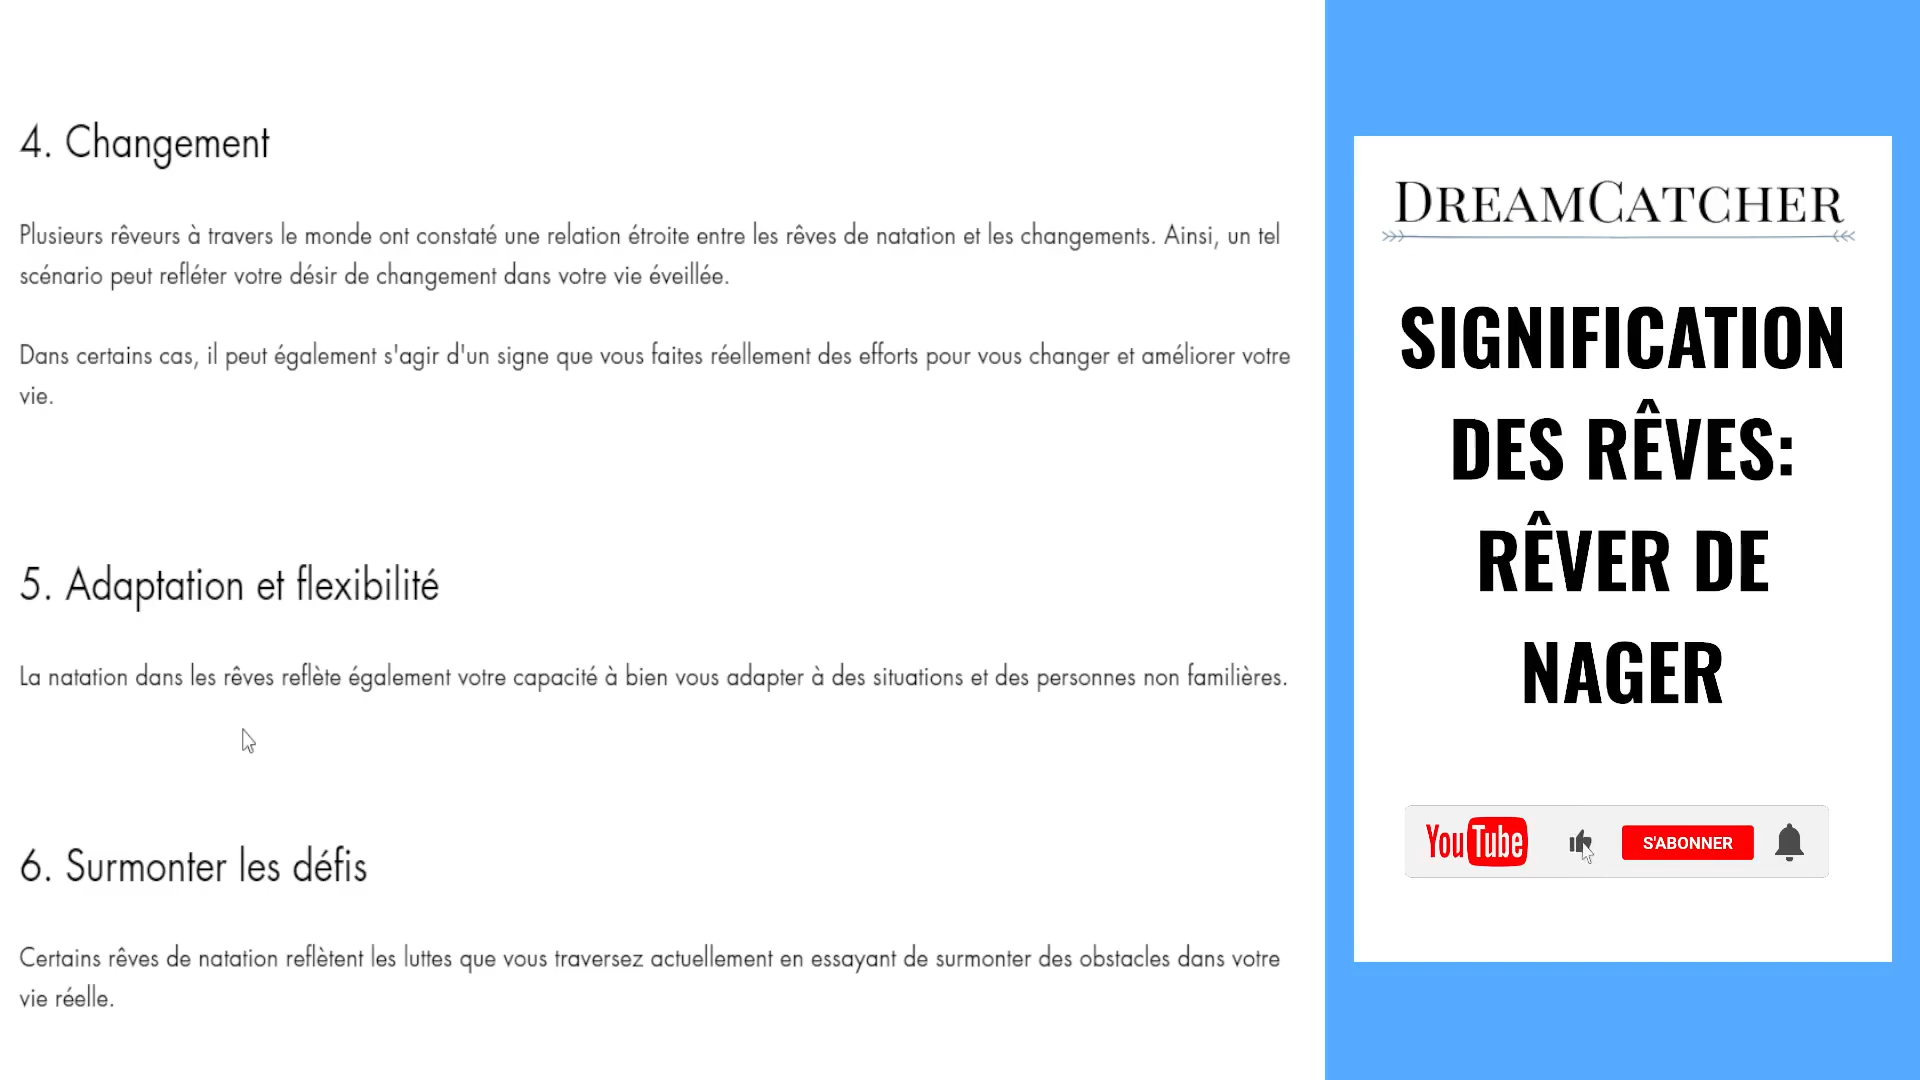 4. Changement
Plusieurs rêveurs à travers le monde ont constaté une relation étroite entre les rêves de natation et les changements. Ainsi, un tel
scénario peut refléter votre désir de changement dans votre vie éveillée.
Dans certains cas, il peut également s'agir d'un signe que vous faites réellement des efforts pour vous changer et améliorer votre
vie.
5. Adaptation et flexibilité
La natation dans les rêves reflète également votre capacité à bien vous adapter à des situations et des personnes non familières.
6. Surmonter les défis
Certains rêves de natation reflètent les luttes que vous traversez actuellement en essayant de surmonter des obstacles dans votre
vie réelle.
DREAMCATCHER
SIGNIFICATION
DES RÊVES:
RÊVER DE
NAGER
YouTube
S'ABONNER